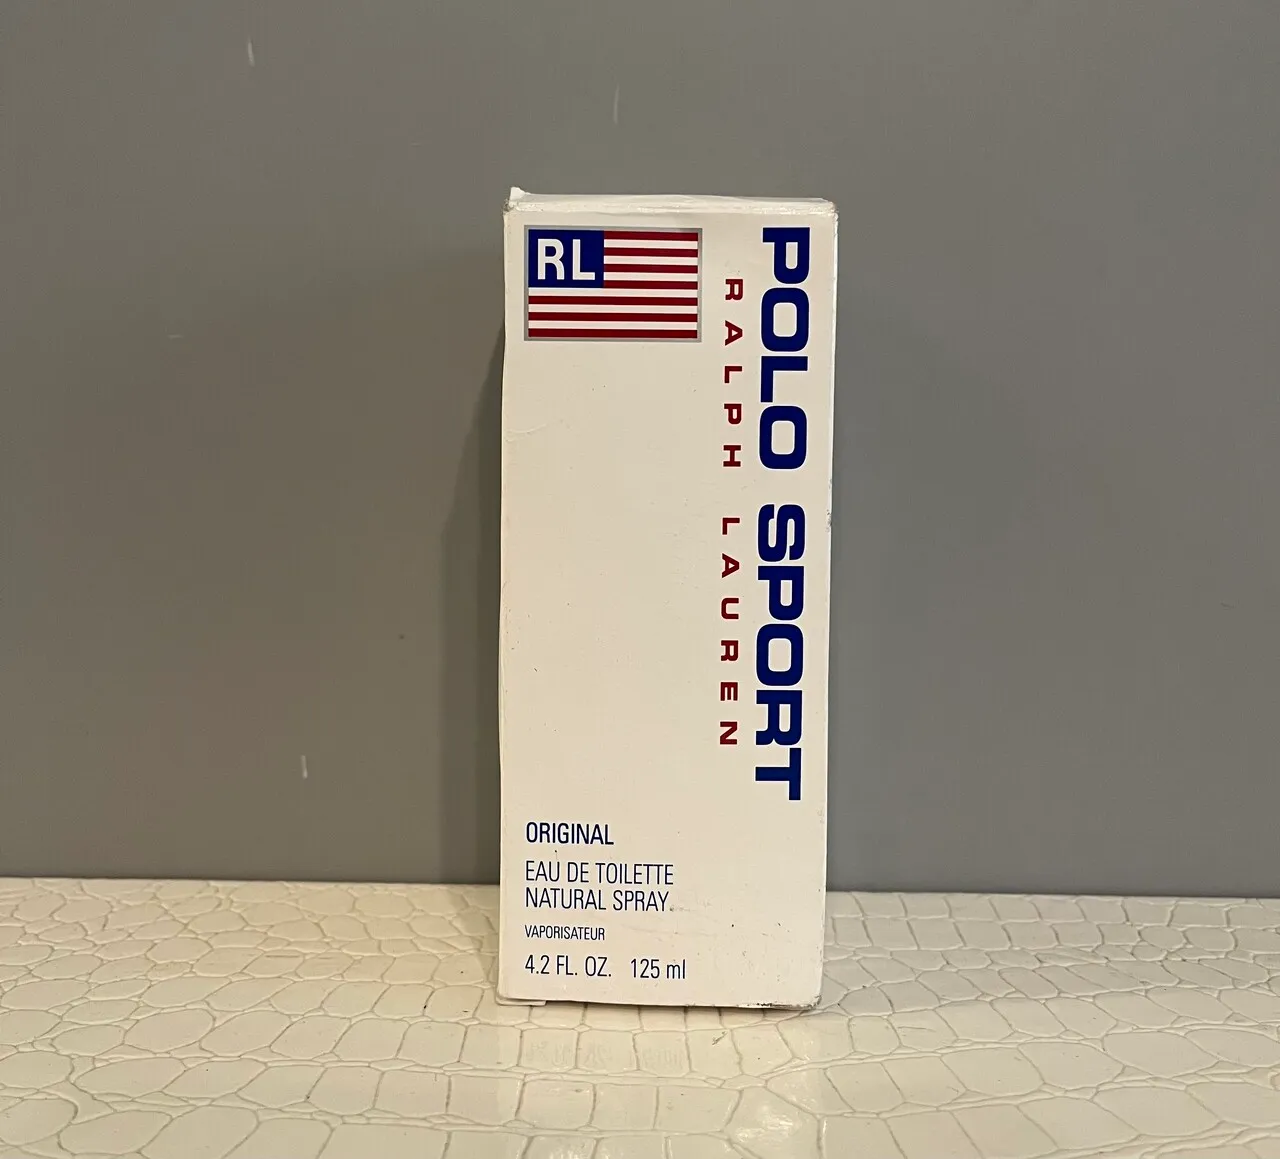 RL
POLO SPORT
RALPH LAUREN
ORIGINAL
EAU DE TOILETTE
NATURAL SPRAY
VAPORISATEUR
4.2 FL. OZ. 125 ml